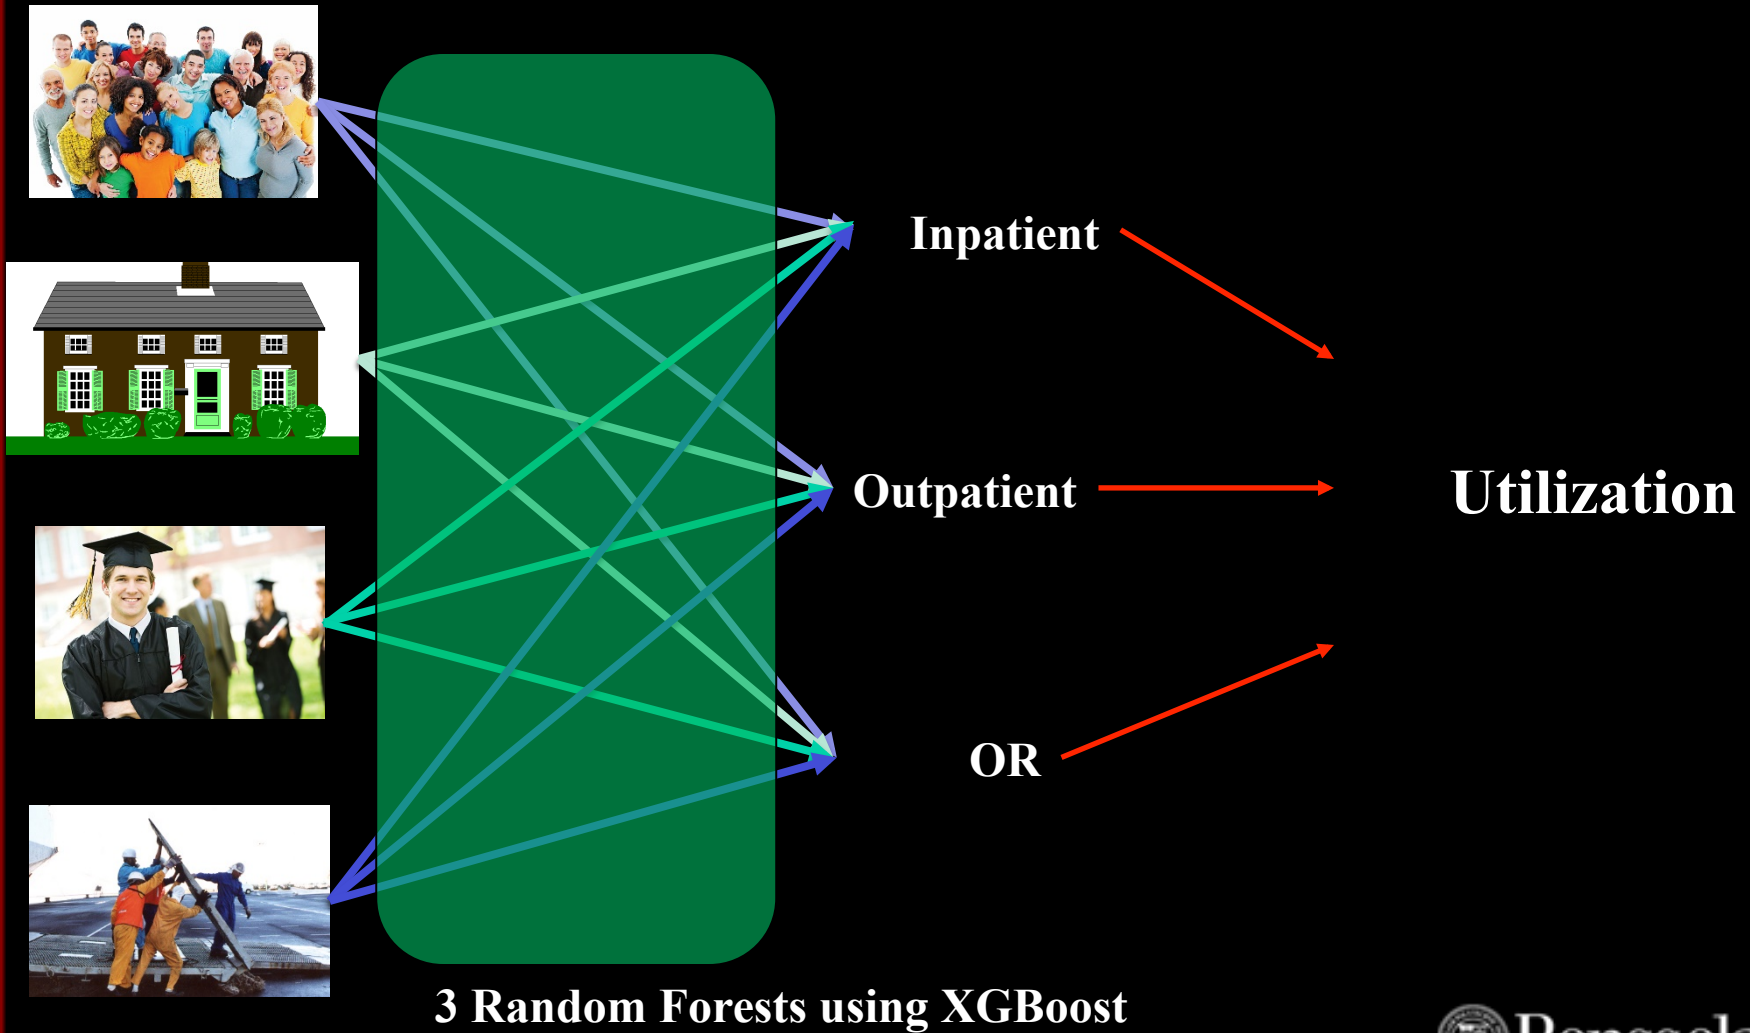 Inpatient
Outpatient
Utilization
OR
3 Random Forests using XGBoost